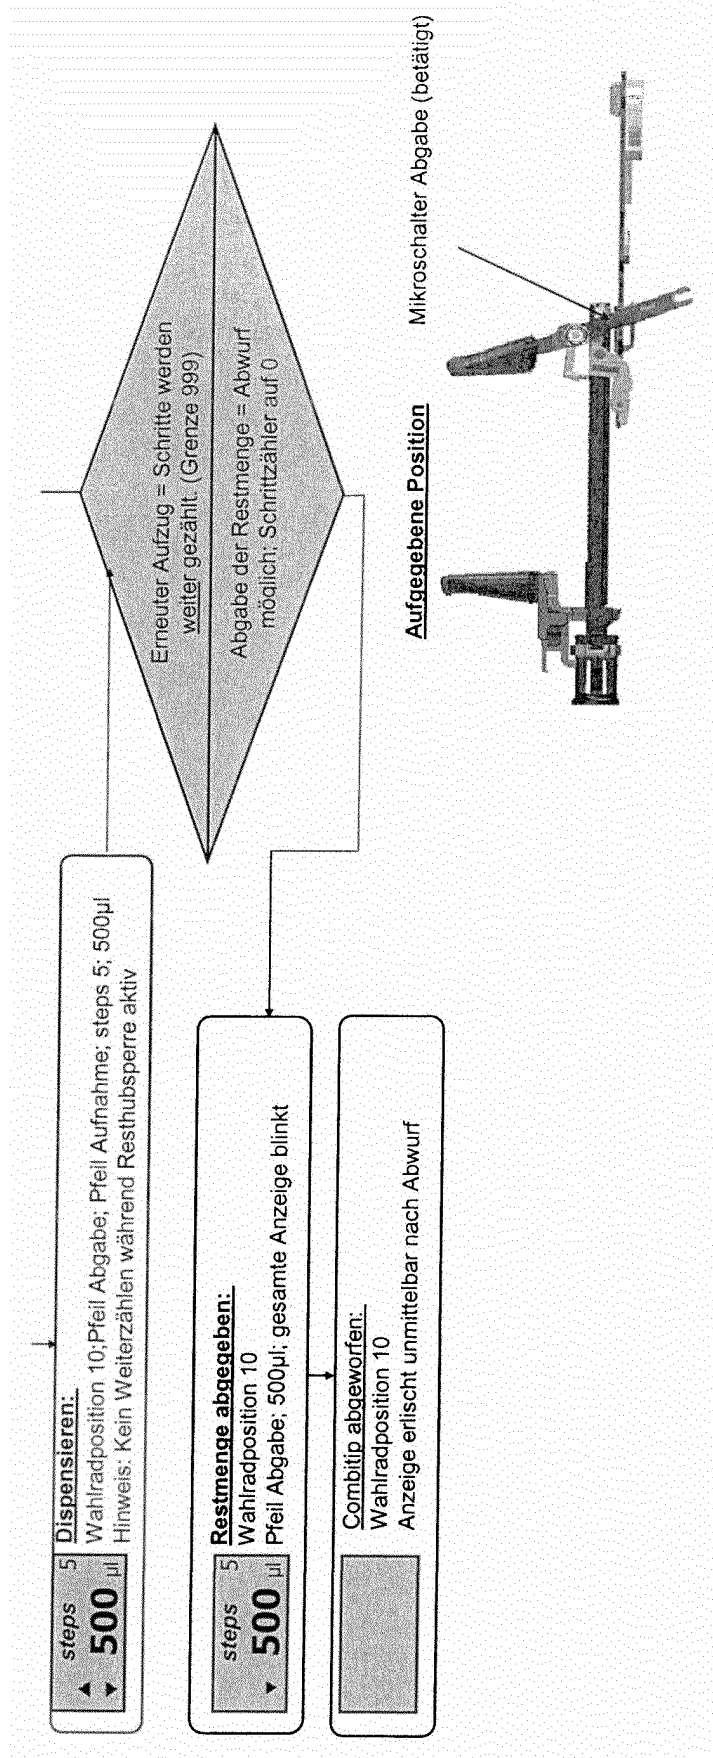 steps 5
500 µl
Dispensieren:
Wahlradposition 10;Pfeil Abgabe; Pfeil Aufnahme; steps 5; 500µl
Hinweis: Kein Weiterzählen während Resthubsperre aktiv
Erneuter Aufzug = Schritte werden
weiter gezählt. (Grenze 999)
Abgabe der Restmenge = Abwurf
möglich; Schrittzähler auf 0
steps 5
500 µl
Restmenge abgegeben:
Wahlradposition 10
Pfeil Abgabe; 500µl; gesamte Anzeige blinkt
Combitip abgeworfen:
Wahlradposition 10
Anzeige erlischt unmittelbar nach Abwurf
Aufgegebene Position
Mikroschalter Abgabe (betätigt)